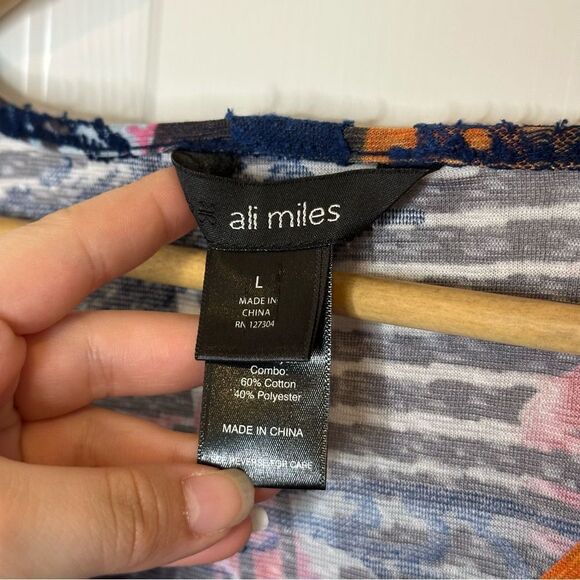 ali miles
L
MADE IN
CHINA
RN 127304
Combo:
60% Cotton
40% Polyester
MADE IN CHINA
SEE REVERSE FOR CARE